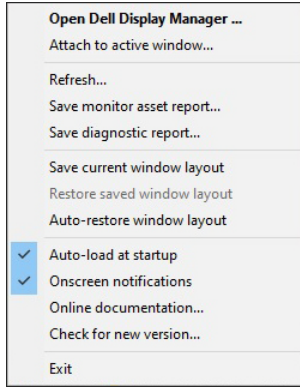 Open Dell Display Manager ...
Attach to active window...
Refresh...
Save monitor asset report...
Save diagnostic report...
Save current window layout
Restore saved window layout
Auto-restore window layout
Auto-load at startup
Onscreen notifications
Online documentation...
Check for new version...
Exit